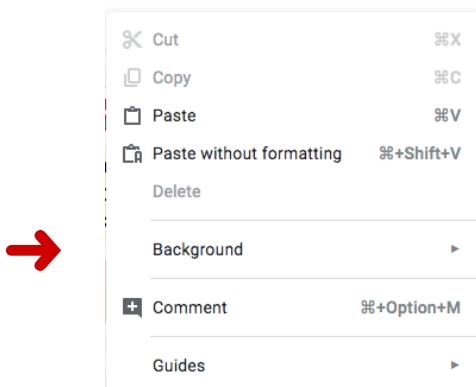 Cut ⌘X
Copy ⌘C
Paste ⌘V
Paste without formatting ⌘+Shift+V
Delete
Background ►
Comment ⌘+Option+M
Guides ►